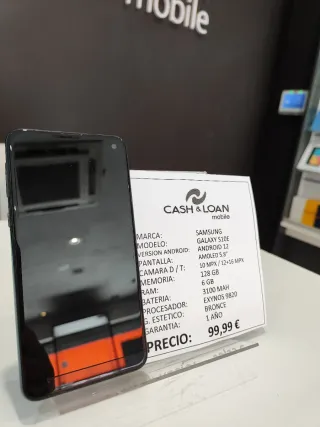 mobile
CASH & LOAN
mobile
MARCA: SAMSUNG
MODELO: GALAXY S10E
VERSION ANDROID: ANDROID 12
PANTALLA: AMOLED 5,8"
CAMARA D / T: 10 MPX / 12+16 MPX
MEMORIA: 128 GB
RAM: 6 GB
BATERIA: 3100 MAH
PROCESADOR: EXYNOS 9820
G. ESTETICO: BRONCE
GARANTIA: 1 AÑO
PRECIO: 99,99 €